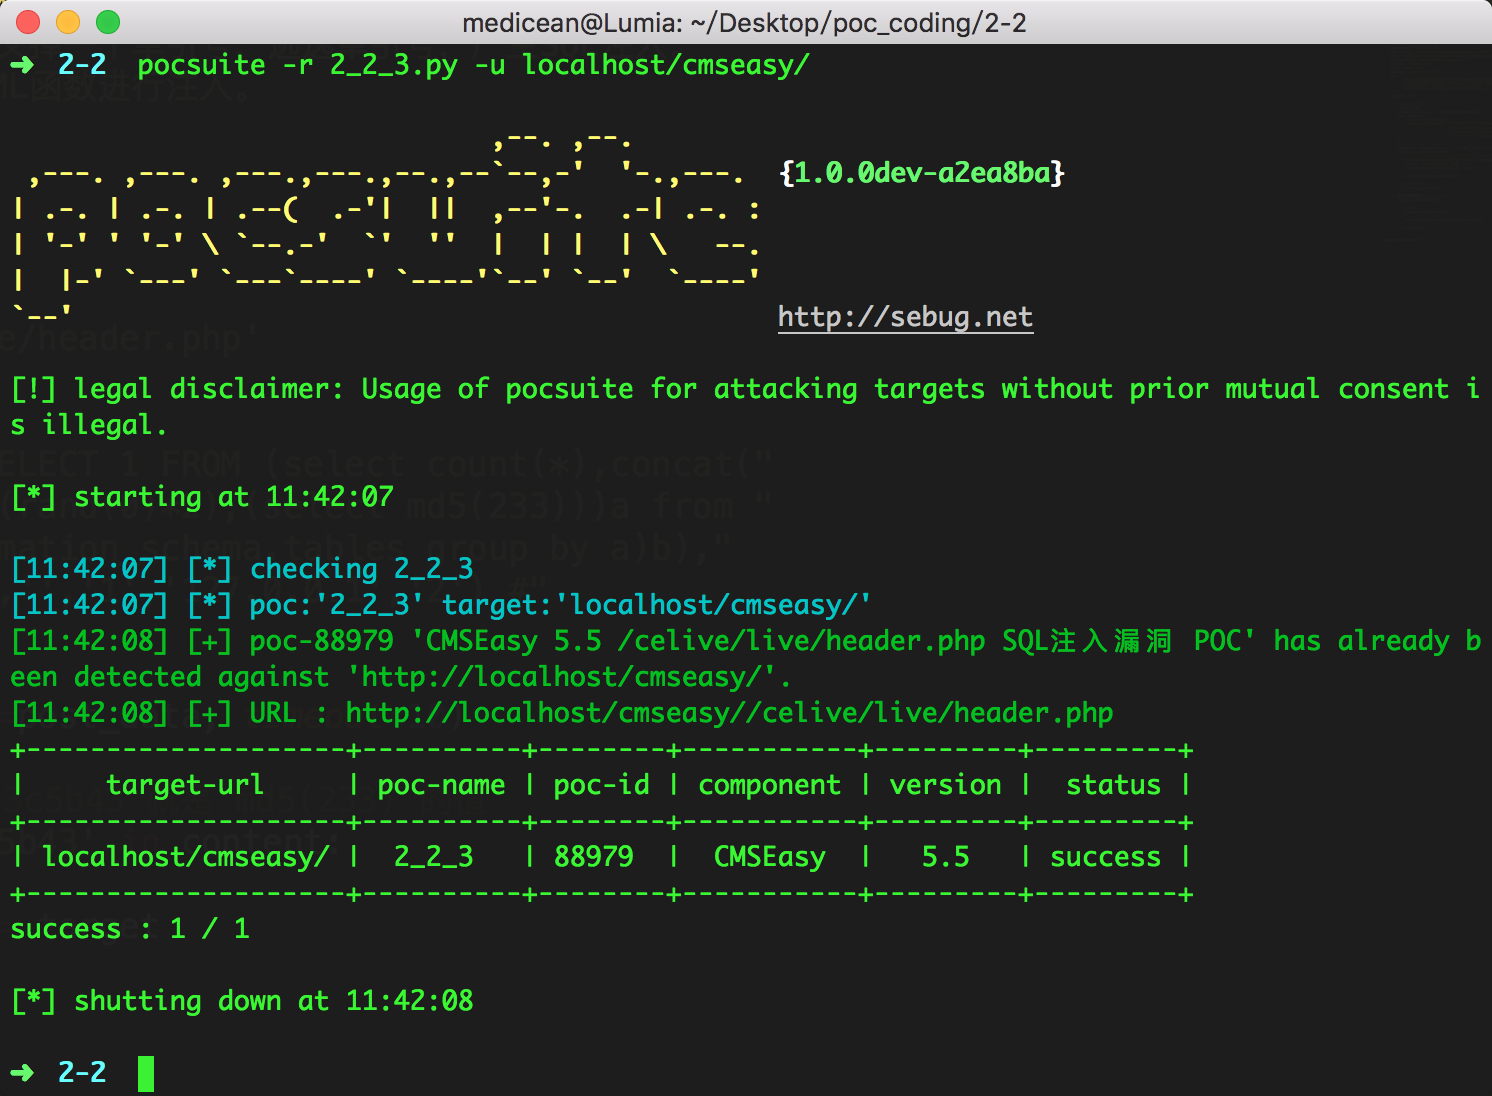 medicean@Lumia: ~/Desktop/poc_coding/2-2
➜  2-2  pocsuite -r 2_2_3.py -u localhost/cmseasy/
                              ,--. ,--.
 ,---. ,---. ,---.,---.,--.,--`--,-'  '-.,---.  {1.0.0dev-a2ea8ba}
| .-. | .-. | .--(  .-'|  ||  ,--'-.  .-| .-. :
| '-' ' '-' \ `--.-'  `'  ''  |  | |  | \   --.
|  |-' `---' `---`----' `----'`--' `--'  `----'
`--'                                            http://sebug.net
[!] legal disclaimer: Usage of pocsuite for attacking targets without prior mutual consent i
s illegal.
[*] starting at 11:42:07
[11:42:07] [*] checking 2_2_3
[11:42:07] [*] poc:'2_2_3' target:'localhost/cmseasy/'
[11:42:08] [+] poc-88979 'CMSEasy 5.5 /celive/live/header.php SQL注入漏洞 POC' has already b
een detected against 'http://localhost/cmseasy/'.
[11:42:08] [+] URL : http://localhost/cmseasy//celive/live/header.php
+--------------------+----------+--------+-----------+---------+---------+
|     target-url     | poc-name | poc-id | component | version |  status |
+--------------------+----------+--------+-----------+---------+---------+
| localhost/cmseasy/ |  2_2_3   | 88979  |  CMSEasy  |   5.5   | success |
+--------------------+----------+--------+-----------+---------+---------+
success : 1 / 1
[*] shutting down at 11:42:08
➜  2-2